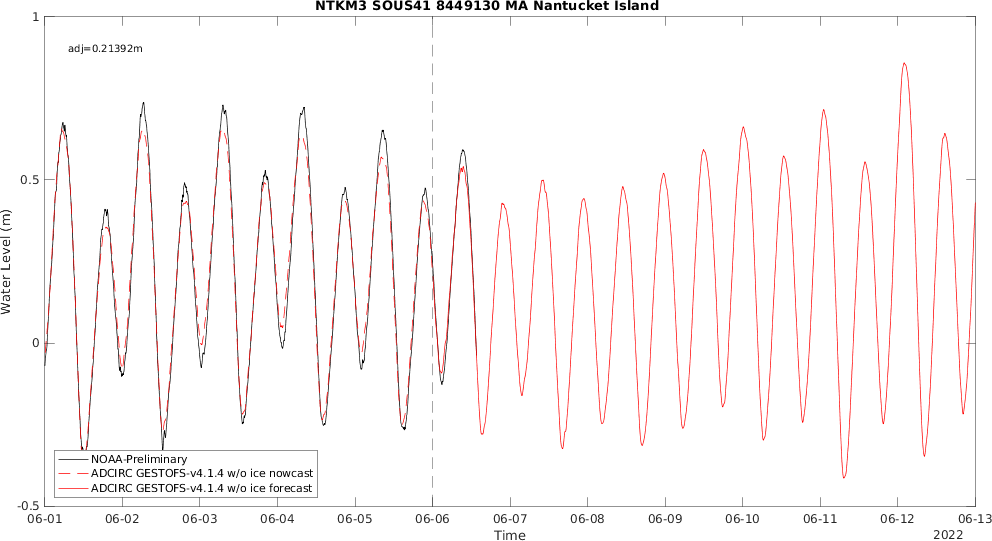 NTKM3 SOUS41 8449130 MA Nantucket Island
1
adj=0.21392m
0.5
Water Level (m)
0
NOAA-Preliminary
ADCIRC GESTOFS-v4.1.4 w/o ice nowcast
ADCIRC GESTOFS-v4.1.4 w/o ice forecast
-0.5
06-01 06-02 06-03 06-04 06-05 06-06 06-07 06-08 06-09 06-10 06-11 06-12 06-13
Time
2022